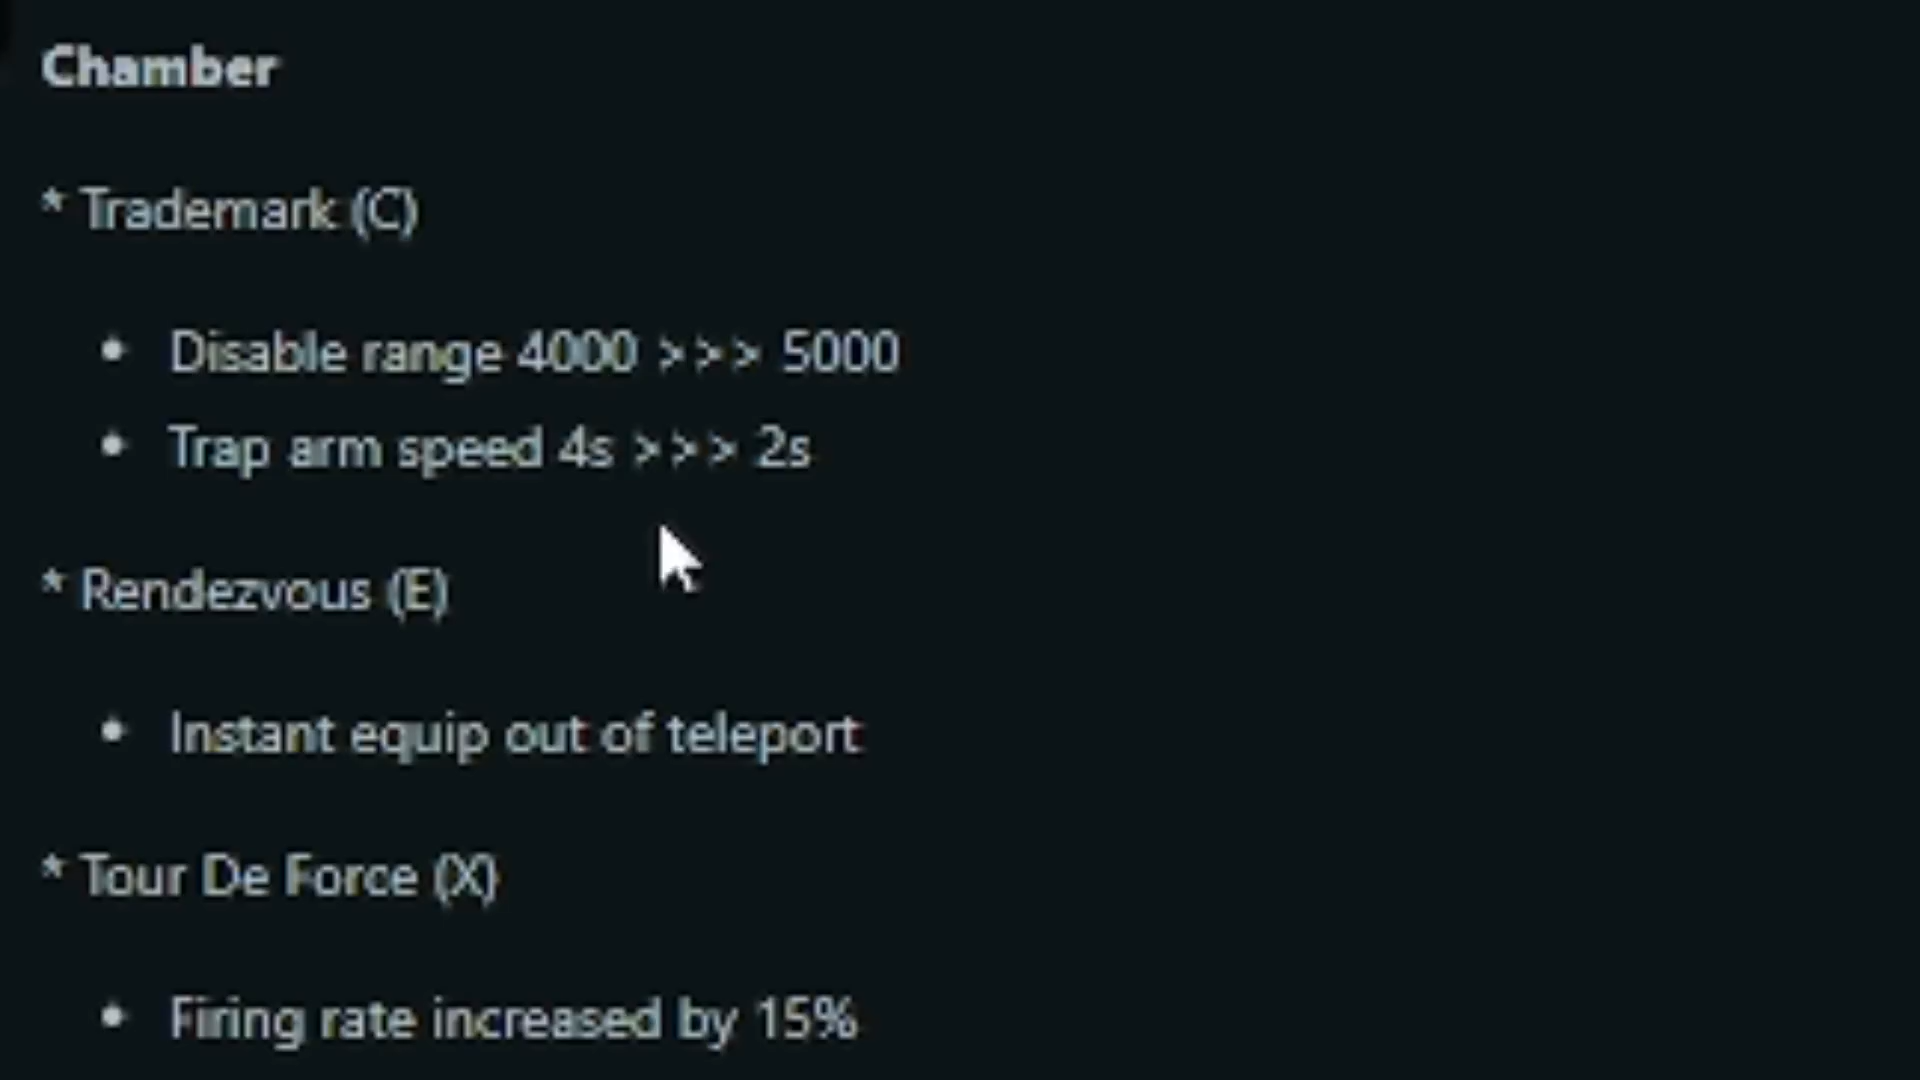 Chamber
* Trademark (C)
• Disable range 4000 >>> 5000
• Trap arm speed 4s >>> 2s
* Rendezvous (E)
• Instant equip out of teleport
* Tour De Force (X)
• Firing rate increased by 15%